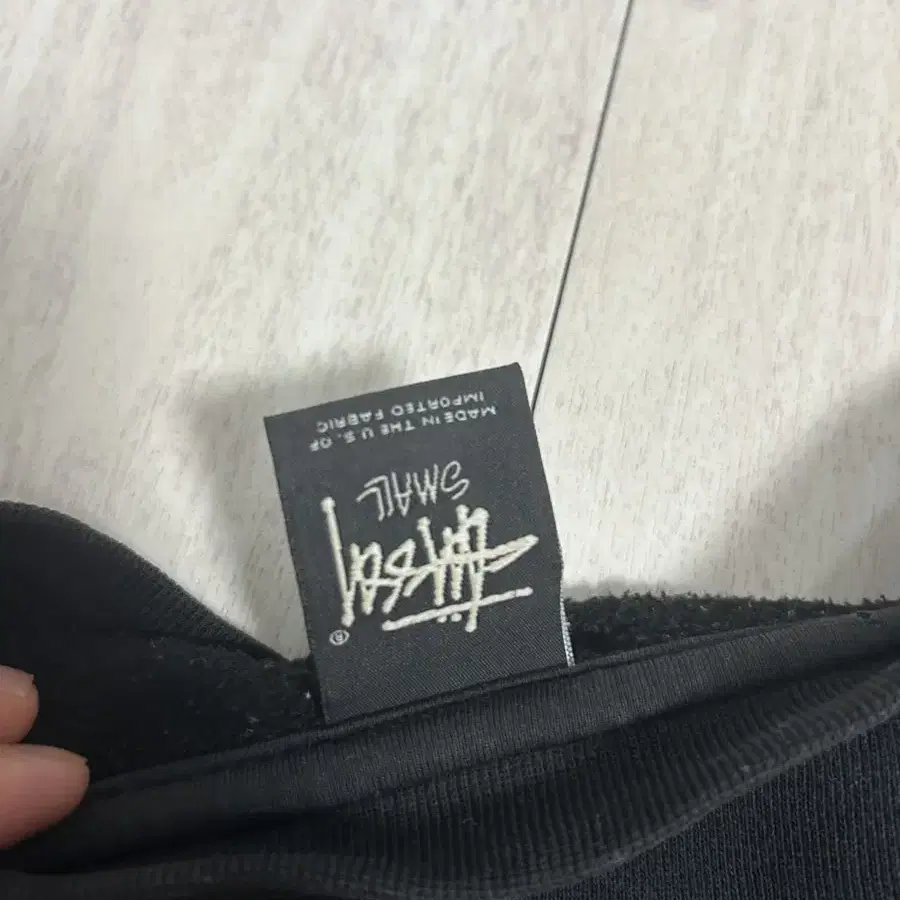 Stüssy
®
SMALL
MADE IN THE U.S. OF
IMPORTED FABRIC